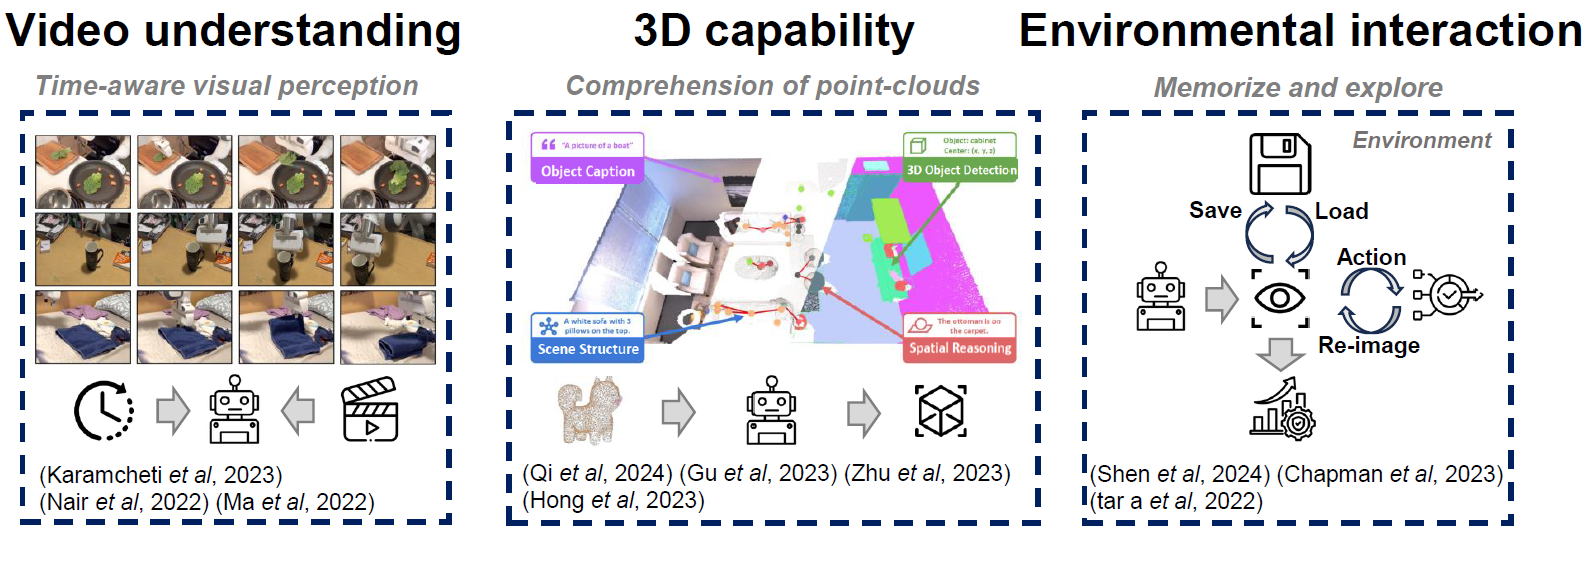 Video understanding
Time-aware visual perception
(Karamcheti et al, 2023)
(Nair et al, 2022) (Ma et al, 2022)
3D capability
Comprehension of point-clouds
"A picture of a boat"
Object Caption
Object: cabinet
Center: (x, y, z)
3D Object Detection
A white sofa with 3
pillows on the top.
Scene Structure
The ottoman is on
the carpet.
Spatial Reasoning
(Qi et al, 2024) (Gu et al, 2023) (Zhu et al, 2023)
(Hong et al, 2023)
Environmental interaction
Memorize and explore
Environment
Save
Load
Action
Re-image
(Shen et al, 2024) (Chapman et al, 2023)
(tar a et al, 2022)